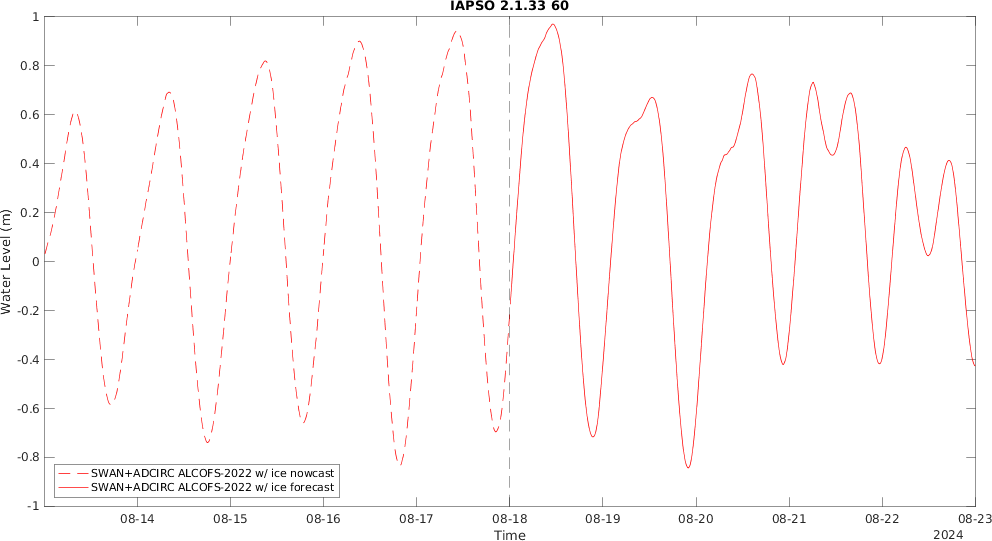 IAPSO 2.1.33 60
1
0.8
0.6
0.4
0.2
0
-0.2
-0.4
-0.6
-0.8
-1
Water Level (m)
SWAN+ADCIRC ALCOFS-2022 w/ ice nowcast
SWAN+ADCIRC ALCOFS-2022 w/ ice forecast
08-14 08-15 08-16 08-17 08-18 08-19 08-20 08-21 08-22 08-23
Time
2024